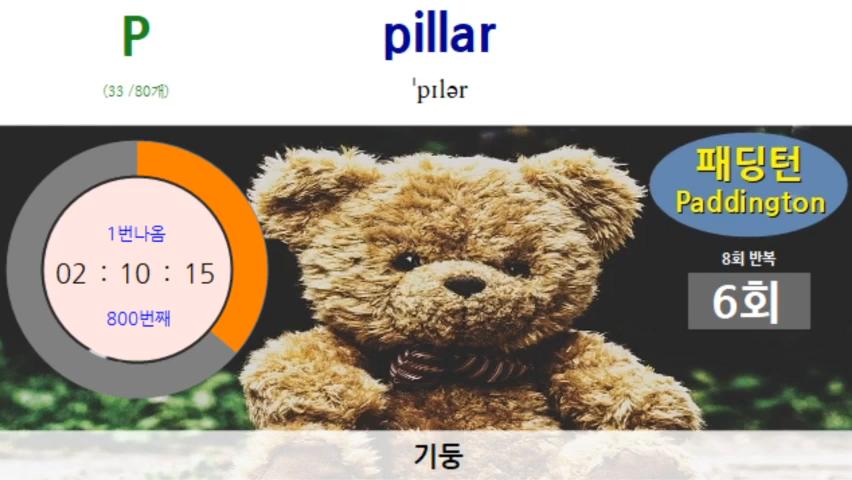 P
(33 /80개)
pillar
ˈpɪlər
1번나옴
02 : 10 : 15
800번째
패딩턴
Paddington
8회 반복
6회
기둥